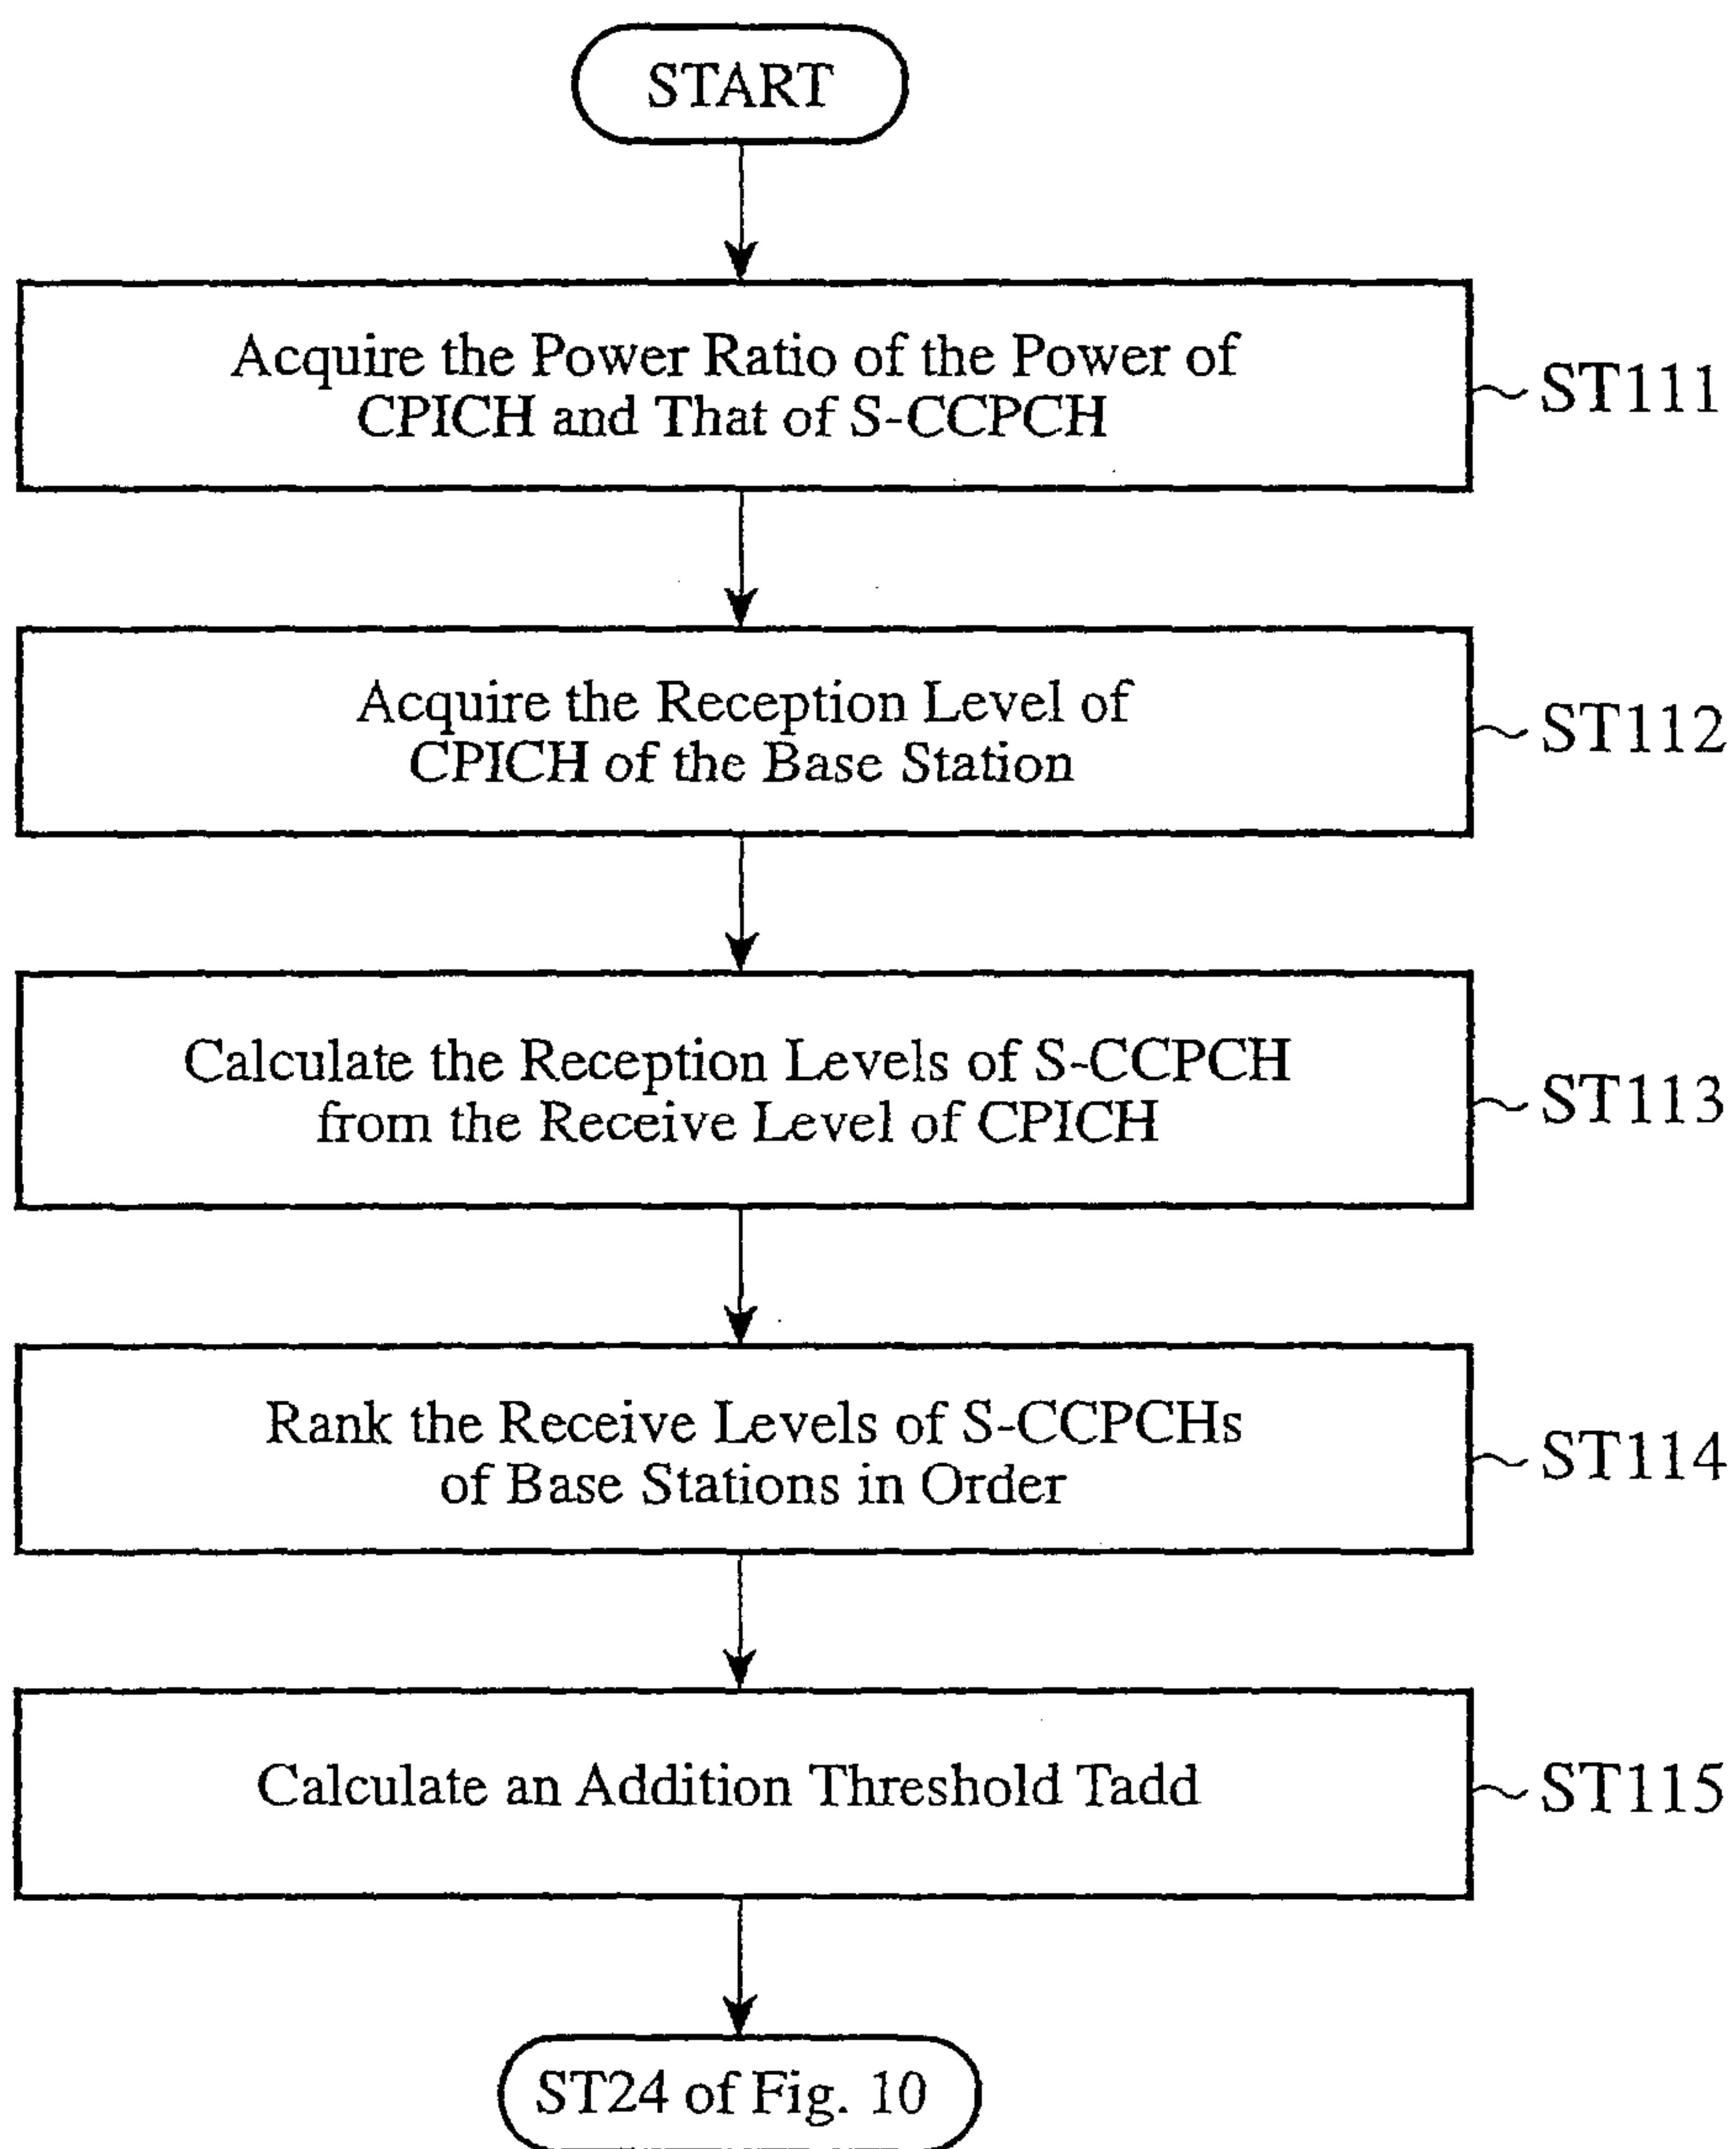 START
Acquire the Power Ratio of the Power of
CPICH and That of S-CCPCH
ST111
Acquire the Reception Level of
CPICH of the Base Station
ST112
Calculate the Reception Levels of S-CCPCH
from the Receive Level of CPICH
ST113
Rank the Receive Levels of S-CCPCHs
of Base Stations in Order
ST114
Calculate an Addition Threshold Tadd
ST115
ST24 of Fig. 10